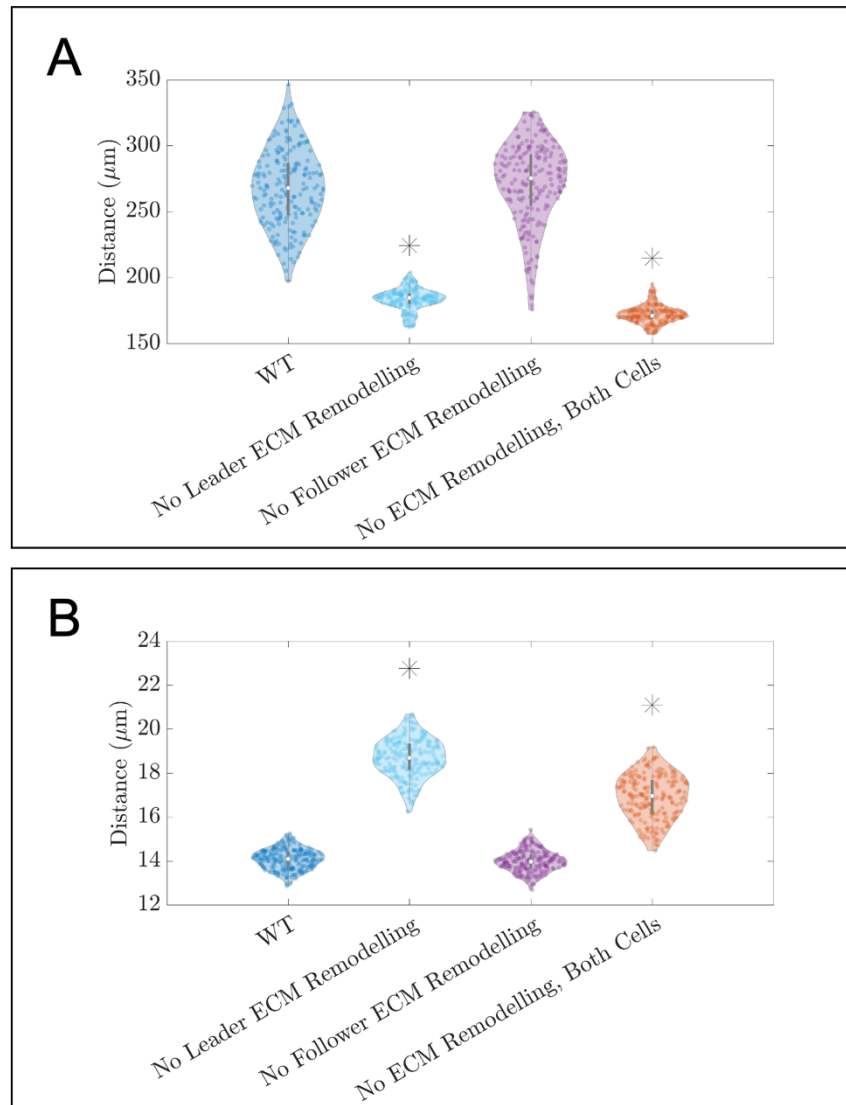 A
350
300
250
200
150
Distance (μm)
WT
No Leader ECM Remodelling
No Follower ECM Remodelling
No ECM Remodelling, Both Cells
B
24
22
20
18
16
14
12
Distance (μm)
WT
No Leader ECM Remodelling
No Follower ECM Remodelling
No ECM Remodelling, Both Cells